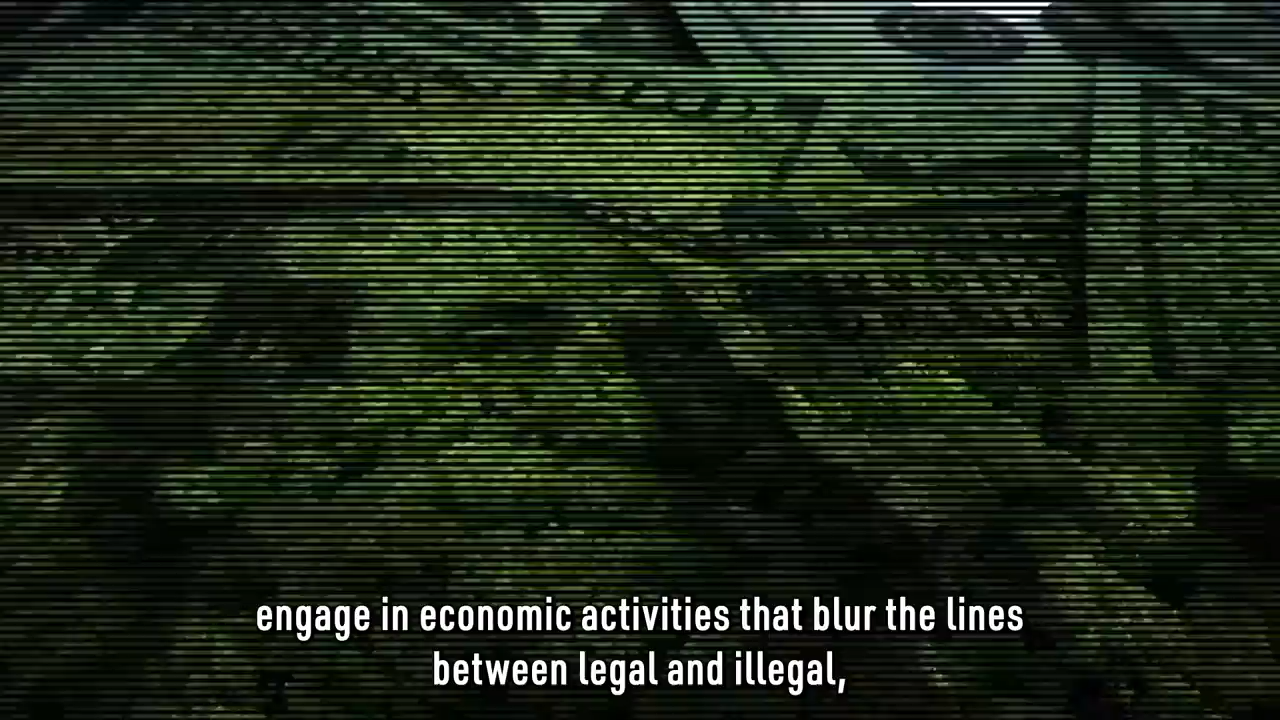 engage in economic activities that blur the lines
between legal and illegal,